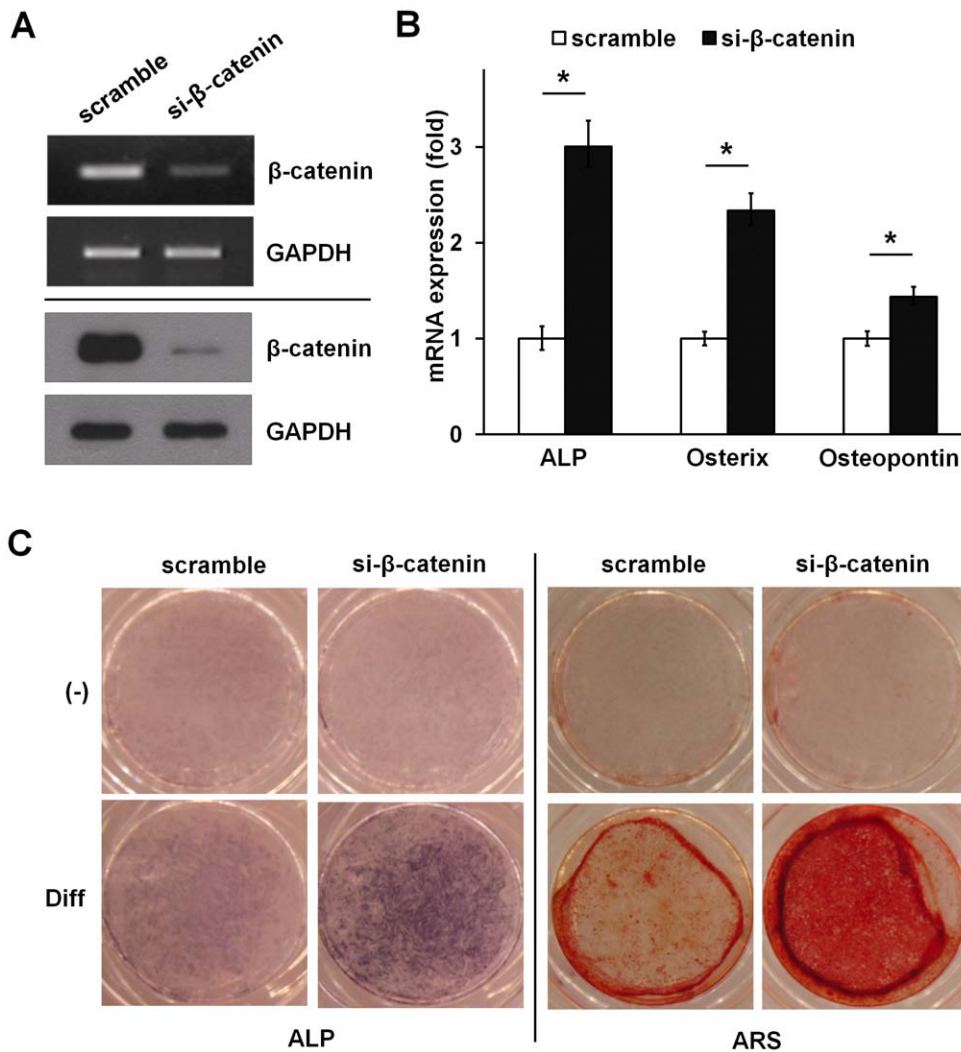 A
scramble
si-β-catenin
β-catenin
GAPDH
β-catenin
GAPDH
B
scramble si-β-catenin
mRNA expression (fold)
3
2
1
0
*
*
*
ALP Osterix Osteopontin
C
scramble si-β-catenin scramble si-β-catenin
(-)
Diff
ALP ARS